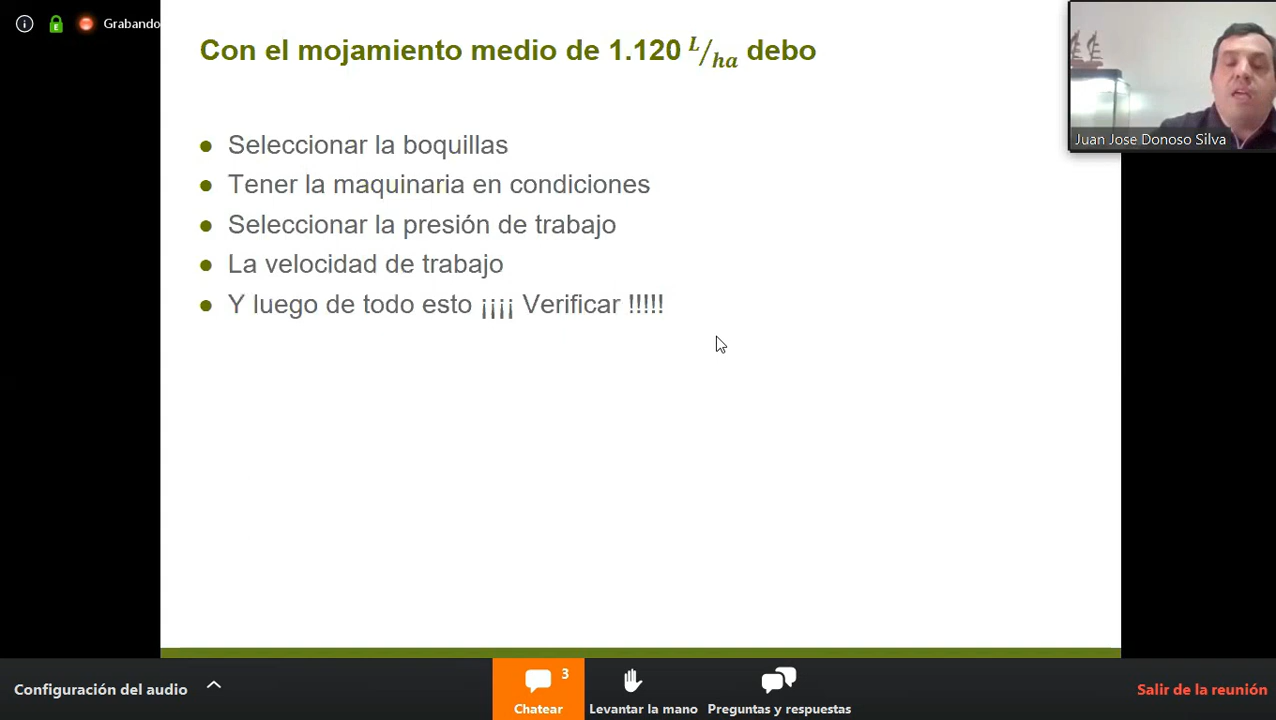 Grabando
Con el mojamiento medio de 1.120 L/ha debo
Juan Jose Donoso Silva
● Seleccionar la boquillas
● Tener la maquinaria en condiciones
● Seleccionar la presión de trabajo
● La velocidad de trabajo
● Y luego de todo esto ¡¡¡¡ Verificar !!!!!
Configuración del audio
3
Chatear
Levantar la mano
Preguntas y respuestas
Salir de la reunión